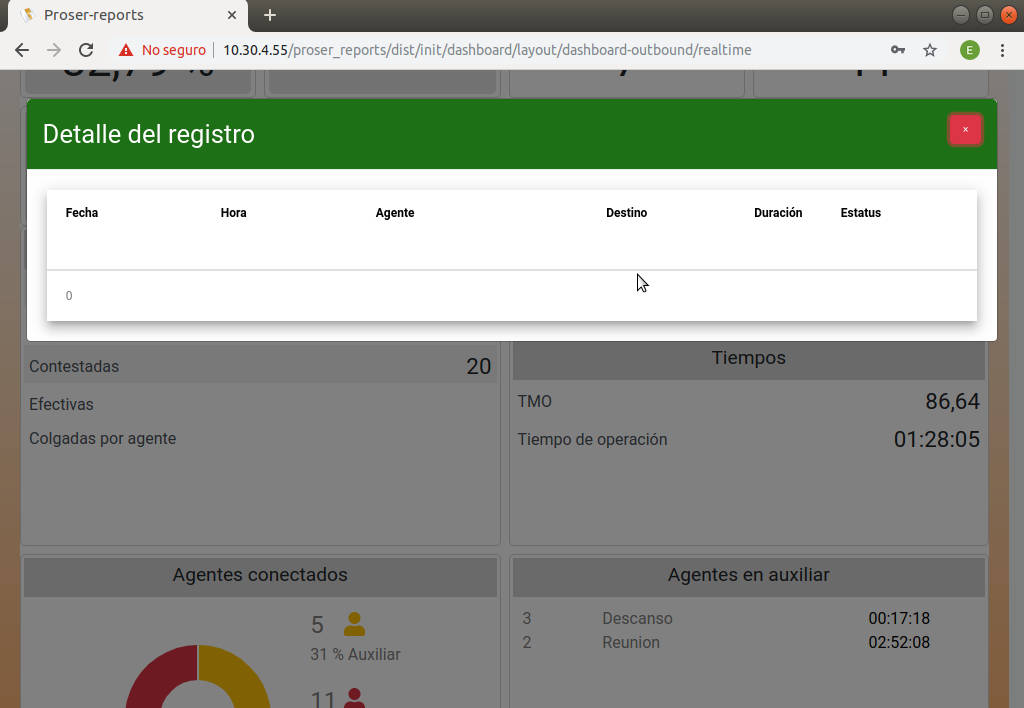 Proser-reports
No seguro
10.30.4.55/proser_reports/dist/init/dashboard/layout/dashboard-outbound/realtime
E
Detalle del registro
×
Fecha Hora Agente Destino Duración Estatus
0
Contestadas 20
Efectivas
Colgadas por agente
Tiempos
TMO 86,64
Tiempo de operación 01:28:05
Agentes conectados
5
31 % Auxiliar
11
Agentes en auxiliar
3 Descanso 00:17:18
2 Reunion 02:52:08